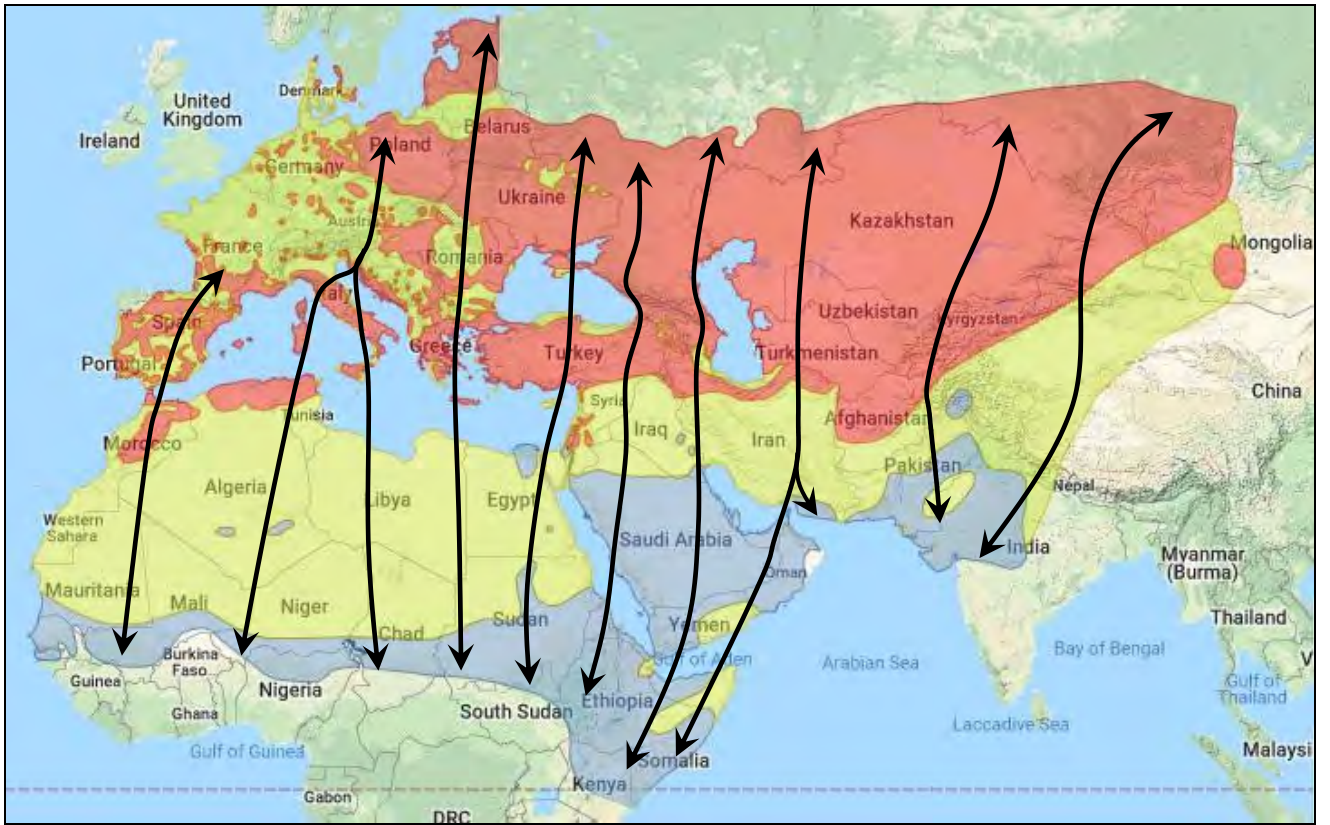 Denmark
United
Kingdom
Ireland
Belarus
Poland
Germany
Ukraine
Austria
Kazakhstan
France
Romania
Mongolia
Italy
Uzbekistan
Kyrgyzstan
Spain
Greece
Turkey
Turkmenistan
Portugal
China
Syria
Tunisia
Afghanistan
Morocco
Iraq
Iran
Pakistan
Algeria
Libya
Egypt
Nepal
Western
Sahara
Saudi Arabia
India
Myanmar
(Burma)
Oman
Mauritania
Mali
Niger
Sudan
Yemen
Thailand
Chad
Burkina
Faso
Gulf of Aden
Arabian Sea
Bay of Bengal
V
Guinea
Nigeria
Ethiopia
Gulf of
Thailand
Ghana
South Sudan
Laccadive Sea
Gulf of Guinea
Somalia
Malaysi
Kenya
Gabon
DRC